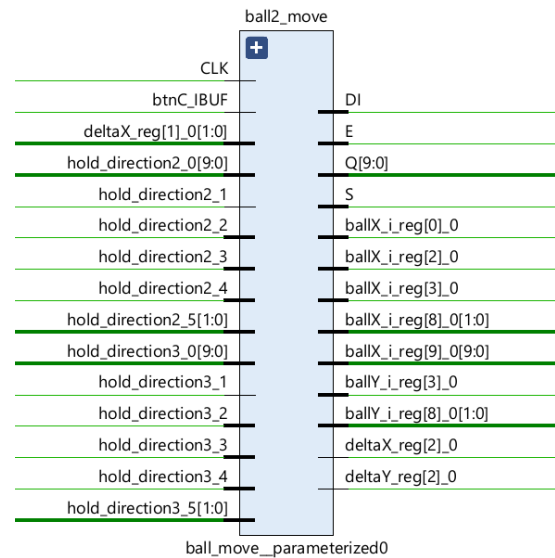 ball2_move
+
CLK
btnC_IBUF
deltaX_reg[1]_0[1:0]
hold_direction2_0[9:0]
hold_direction2_1
hold_direction2_2
hold_direction2_3
hold_direction2_4
hold_direction2_5[1:0]
hold_direction3_0[9:0]
hold_direction3_1
hold_direction3_2
hold_direction3_3
hold_direction3_4
hold_direction3_5[1:0]
DI
E
Q[9:0]
S
ballX_i_reg[0]_0
ballX_i_reg[2]_0
ballX_i_reg[3]_0
ballX_i_reg[8]_0[1:0]
ballX_i_reg[9]_0[9:0]
ballY_i_reg[3]_0
ballY_i_reg[8]_0[1:0]
deltaX_reg[2]_0
deltaY_reg[2]_0
ball_move__parameterized0